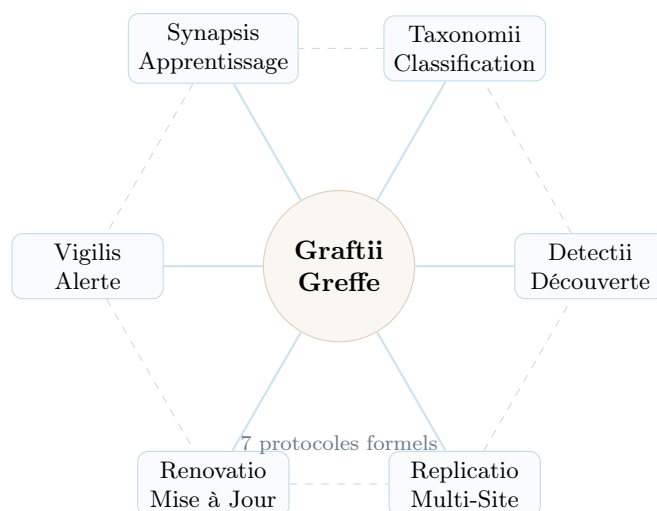 Synapsis
Apprentissage
Taxonomii
Classification
Vigilis
Alerte
Graftii
Greffe
Detectii
Découverte
7 protocoles formels
Renovatio
Mise à Jour
Replicatio
Multi-Site